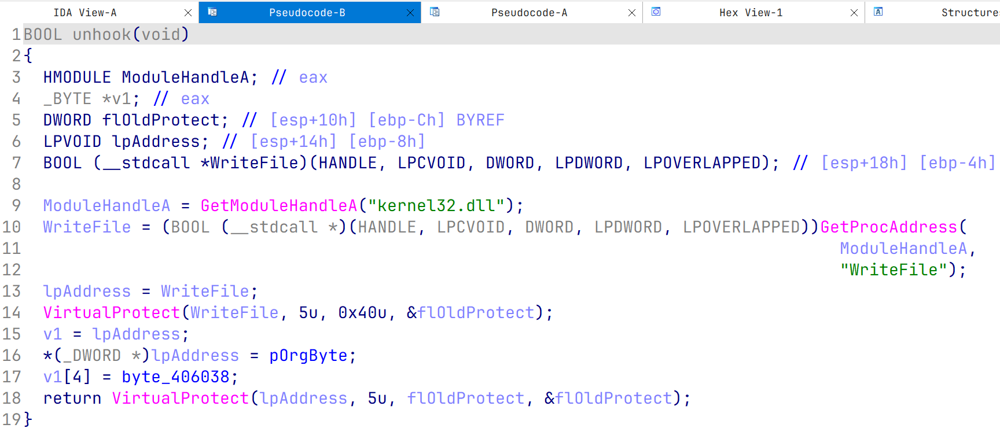 IDA View-A Pseudocode-B Pseudocode-A Hex View-1 Structure
1 BOOL unhook(void)
2 {
3 HMODULE ModuleHandleA; // eax
4 _BYTE *v1; // eax
5 DWORD flOldProtect; // [esp+10h] [ebp-Ch] BYREF
6 LPVOID lpAddress; // [esp+14h] [ebp-8h]
7 BOOL (__stdcall *WriteFile)(HANDLE, LPCVOID, DWORD, LPDWORD, LPOVERLAPPED); // [esp+18h] [ebp-4h]
8
9 ModuleHandleA = GetModuleHandleA("kernel32.dll");
10 WriteFile = (BOOL (__stdcall *)(HANDLE, LPCVOID, DWORD, LPDWORD, LPOVERLAPPED))GetProcAddress(
11 ModuleHandleA,
12 "WriteFile");
13 lpAddress = WriteFile;
14 VirtualProtect(WriteFile, 5u, 0x40u, &flOldProtect);
15 v1 = lpAddress;
16 *(_DWORD *)lpAddress = pOrgByte;
17 v1[4] = byte_406038;
18 return VirtualProtect(lpAddress, 5u, flOldProtect, &flOldProtect);
19 }